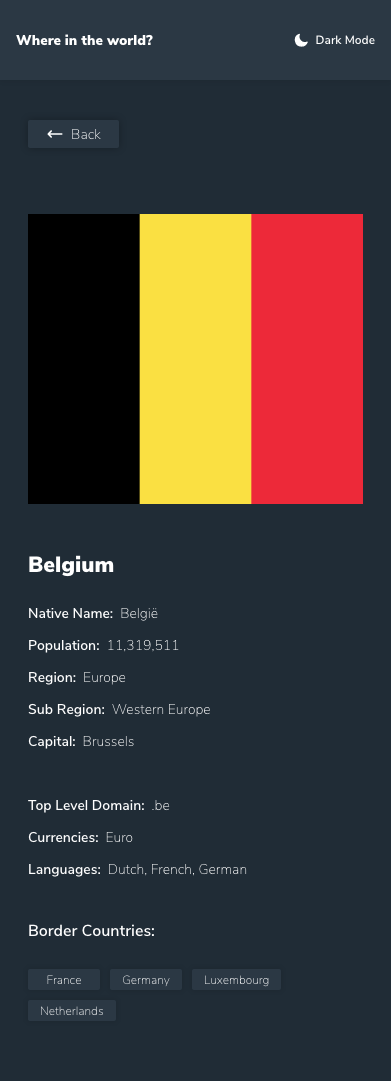 Where in the world? Dark Mode
Back
Belgium
Native Name: België
Population: 11,319,511
Region: Europe
Sub Region: Western Europe
Capital: Brussels
Top Level Domain: .be
Currencies: Euro
Languages: Dutch, French, German
Border Countries:
France Germany Luxembourg
Netherlands